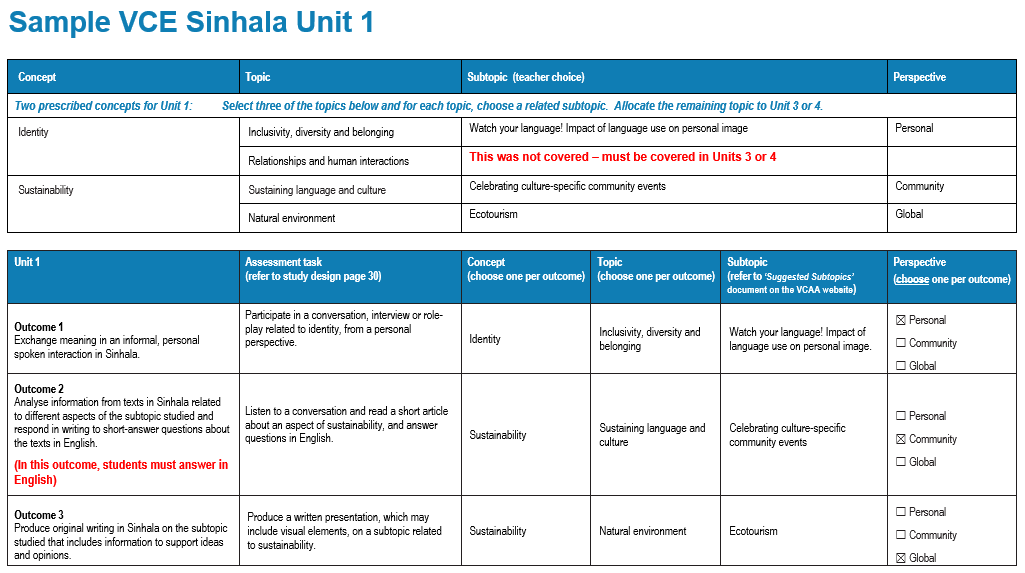 Sample VCE Sinhala Unit 1
Concept Topic Subtopic (teacher choice) Perspective
Two prescribed concepts for Unit 1: Select three of the topics below and for each topic, choose a related subtopic. Allocate the remaining topic to Unit 3 or 4.
Identity Inclusivity, diversity and belonging Watch your language! Impact of language use on personal image Personal
Relationships and human interactions This was not covered – must be covered in Units 3 or 4
Sustainability Sustaining language and culture Celebrating culture-specific community events Community
Natural environment Ecotourism Global
Unit 1
Assessment task
(refer to study design page 30)
Concept
(choose one per outcome)
Topic
(choose one per outcome)
Subtopic
(refer to 'Suggested Subtopics'
document on the VCAA website)
Perspective
(choose one per outcome)
Outcome 1
Exchange meaning in an informal, personal
spoken interaction in Sinhala.
Participate in a conversation, interview or role-
play related to identity, from a personal
perspective.
Identity
Inclusivity, diversity and
belonging
Watch your language! Impact of
language use on personal image.
☒ Personal
☐ Community
☐ Global
Outcome 2
Analyse information from texts in Sinhala related
to different aspects of the subtopic studied and
respond in writing to short-answer questions about
the texts in English.
(In this outcome, students must answer in
English)
Listen to a conversation and read a short article
about an aspect of sustainability, and answer
questions in English.
Sustainability
Sustaining language and
culture
Celebrating culture-specific
community events
☐ Personal
☒ Community
☐ Global
Outcome 3
Produce original writing in Sinhala on the subtopic
studied that includes information to support ideas
and opinions.
Produce a written presentation, which may
include visual elements, on a subtopic related
to sustainability.
Sustainability
Natural environment
Ecotourism
☐ Personal
☐ Community
☒ Global